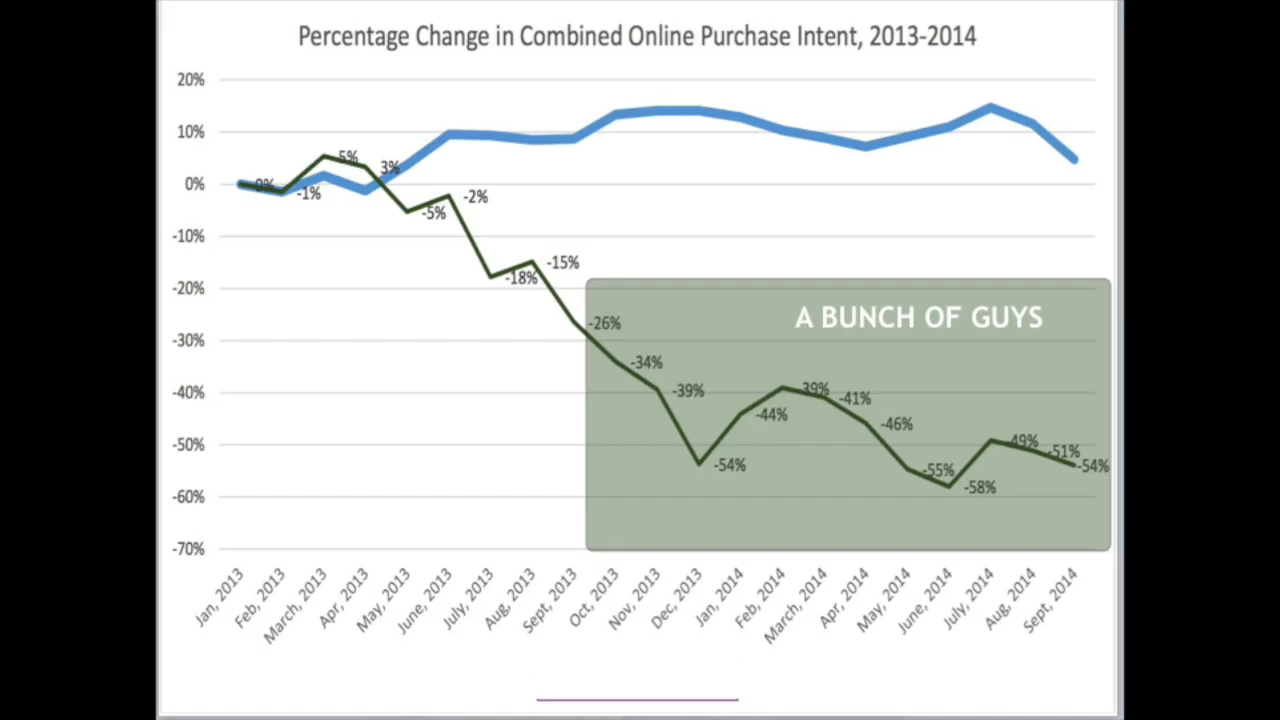 Percentage Change in Combined Online Purchase Intent, 2013-2014
20%
10%
0%
-10%
-20%
-30%
-40%
-50%
-60%
-70%
0%
-1%
5%
3%
-5%
-2%
-18%
-15%
-26%
-34%
-39%
-54%
-44%
-39%
-41%
-46%
-55%
-58%
-49%
-51%
-54%
A BUNCH OF GUYS
Jan, 2013
Feb, 2013
March, 2013
Apr, 2013
May, 2013
June, 2013
July, 2013
Aug, 2013
Sept, 2013
Oct, 2013
Nov, 2013
Dec, 2013
Jan, 2014
Feb, 2014
March, 2014
Apr, 2014
May, 2014
June, 2014
July, 2014
Aug, 2014
Sept, 2014